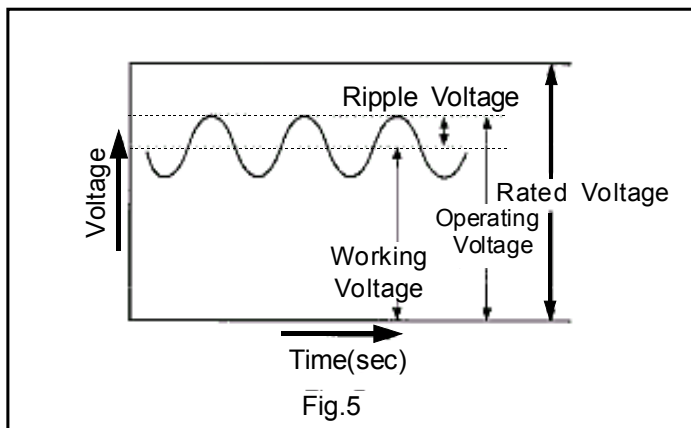 Ripple Voltage
Voltage
Rated Voltage
Operating
Voltage
Working
Voltage
Time(sec)
Fig.5